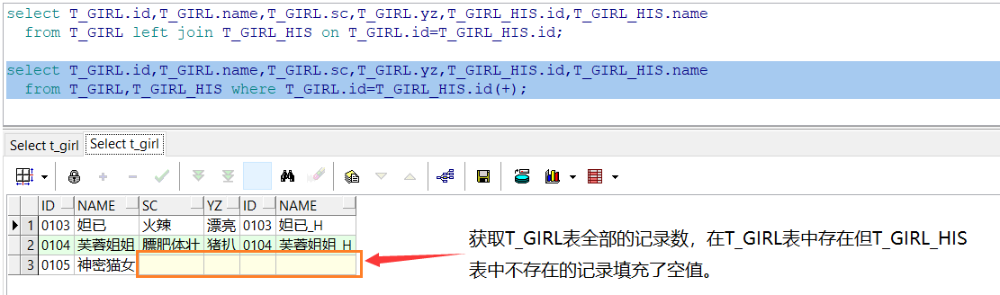 select T_GIRL.id,T_GIRL.name,T_GIRL.sc,T_GIRL.yz,T_GIRL_HIS.id,T_GIRL_HIS.name
from T_GIRL left join T_GIRL_HIS on T_GIRL.id=T_GIRL_HIS.id;
select T_GIRL.id,T_GIRL.name,T_GIRL.sc,T_GIRL.yz,T_GIRL_HIS.id,T_GIRL_HIS.name
from T_GIRL,T_GIRL_HIS where T_GIRL.id=T_GIRL_HIS.id(+);
Select t_girl Select t_girl
ID NAME SC YZ ID NAME
1 0103 妲已 火辣 漂亮 0103 妲已_H
2 0104 芙蓉姐姐 膘肥体壮 猪扒 0104 芙蓉姐姐_H
3 0105 神密猫女
获取T_GIRL表全部的记录数，在T_GIRL表中存在但T_GIRL_HIS
表中不存在的记录填充了空值。